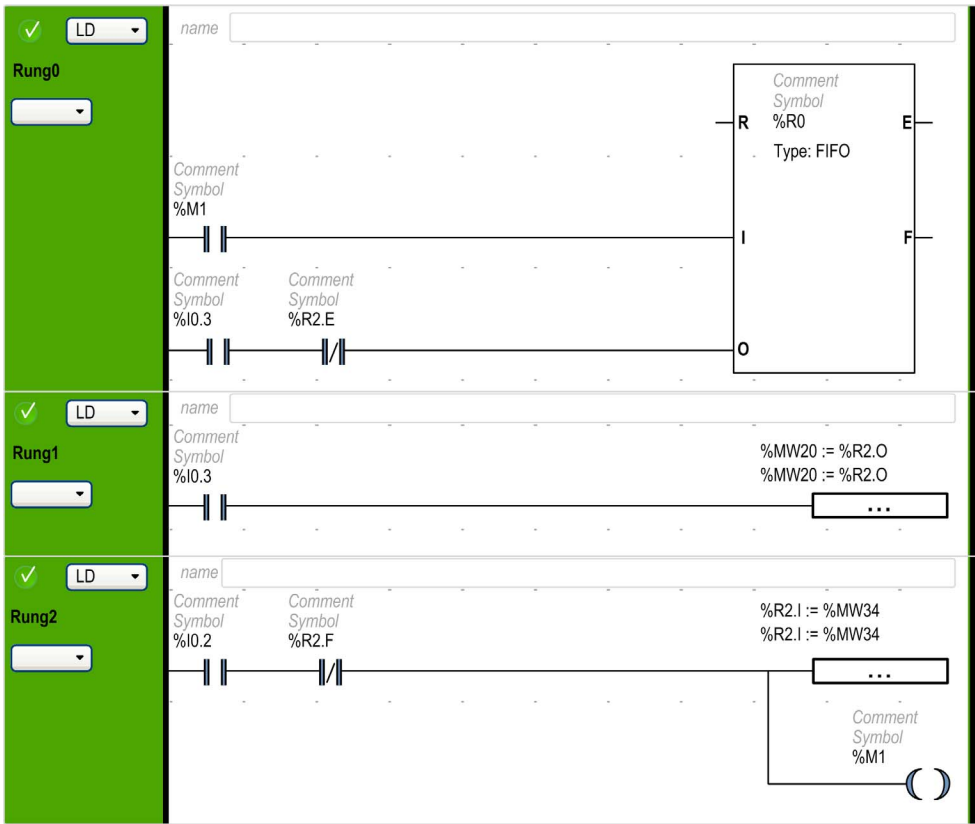 LD
name
Rung0
Comment
Symbol
R %R0 E
Type: FIFO
Comment
Symbol
%M1
I F
Comment Comment
Symbol Symbol
%I0.3 %R2.E
O
LD
name
Rung1
Comment
Symbol
%I0.3
%MW20 := %R2.O
%MW20 := %R2.O
...
LD
name
Rung2
Comment Comment
Symbol Symbol
%I0.2 %R2.F
%R2.I := %MW34
%R2.I := %MW34
...
Comment
Symbol
%M1